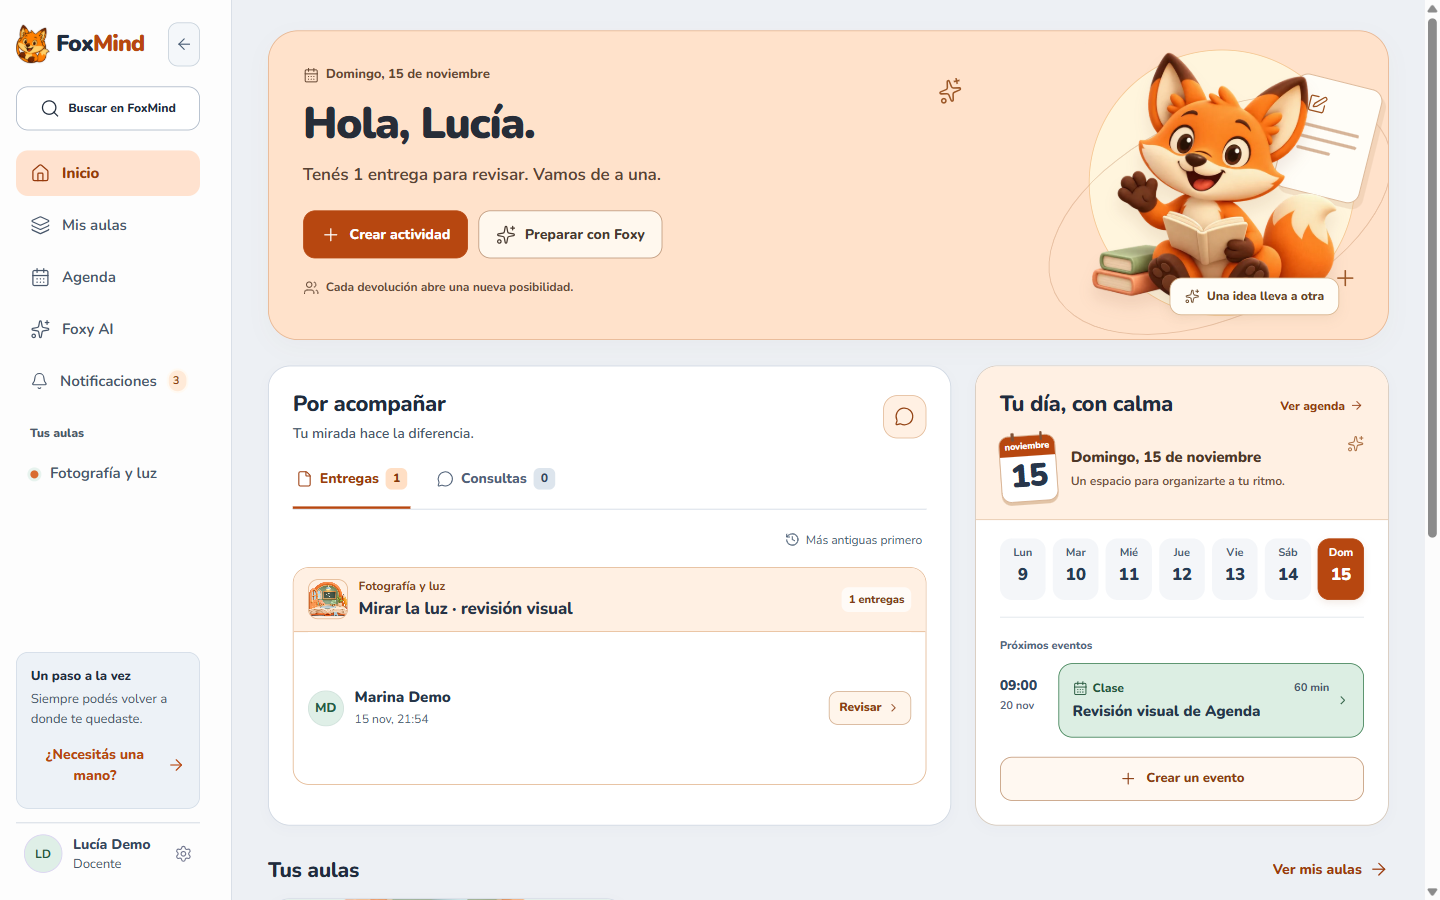 FoxMind
Buscar en FoxMind
Inicio
Mis aulas
Agenda
Foxy AI
Notificaciones 3
Tus aulas
Fotografía y luz
Un paso a la vez
Siempre podés volver a
donde te quedaste.
¿Necesitás una
mano?
LD
Lucía Demo
Docente
Domingo, 15 de noviembre
Hola, Lucía.
Tenés 1 entrega para revisar. Vamos de a una.
Crear actividad
Preparar con Foxy
Cada devolución abre una nueva posibilidad.
Una idea lleva a otra
Por acompañar
Tu mirada hace la diferencia.
Entregas 1
Consultas 0
Más antiguas primero
Fotografía y luz
Mirar la luz · revisión visual
1 entregas
MD
Marina Demo
15 nov, 21:54
Revisar
Tu día, con calma
Ver agenda
noviembre
15
Domingo, 15 de noviembre
Un espacio para organizarte a tu ritmo.
Lun Mar Mié Jue Vie Sáb Dom
9 10 11 12 13 14 15
Próximos eventos
09:00
20 nov
Clase
60 min
Revisión visual de Agenda
Crear un evento
Tus aulas
Ver mis aulas